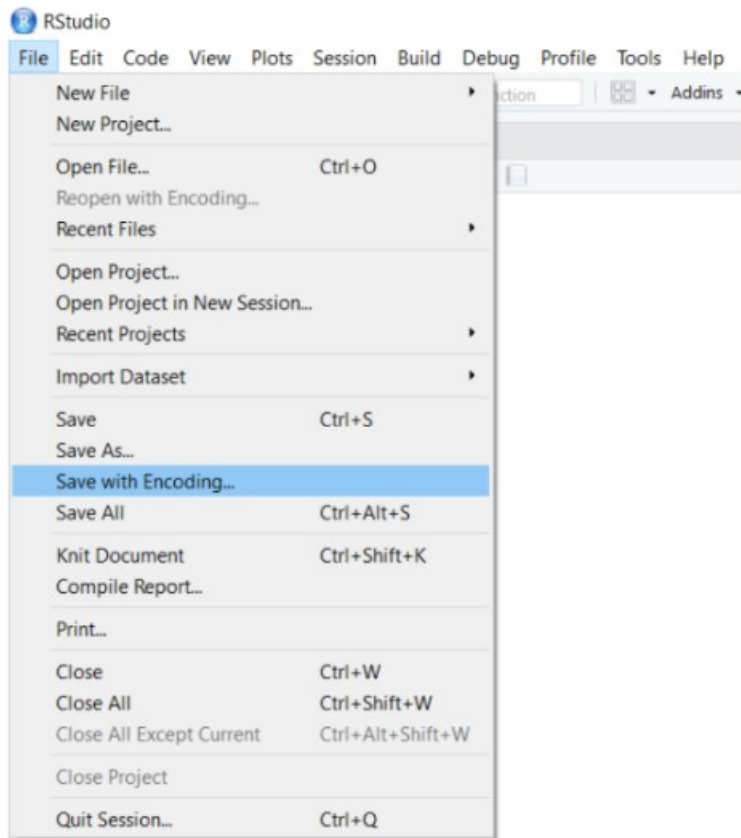 RStudio
File Edit Code View Plots Session Build Debug Profile Tools Help
New File
Addins
New Project...
Open File... Ctrl+O
Reopen with Encoding...
Recent Files
Open Project...
Open Project in New Session...
Recent Projects
Import Dataset
Save Ctrl+S
Save As...
Save with Encoding...
Save All Ctrl+Alt+S
Knit Document Ctrl+Shift+K
Compile Report...
Print...
Close Ctrl+W
Close All Ctrl+Shift+W
Close All Except Current Ctrl+Alt+Shift+W
Close Project
Quit Session... Ctrl+Q